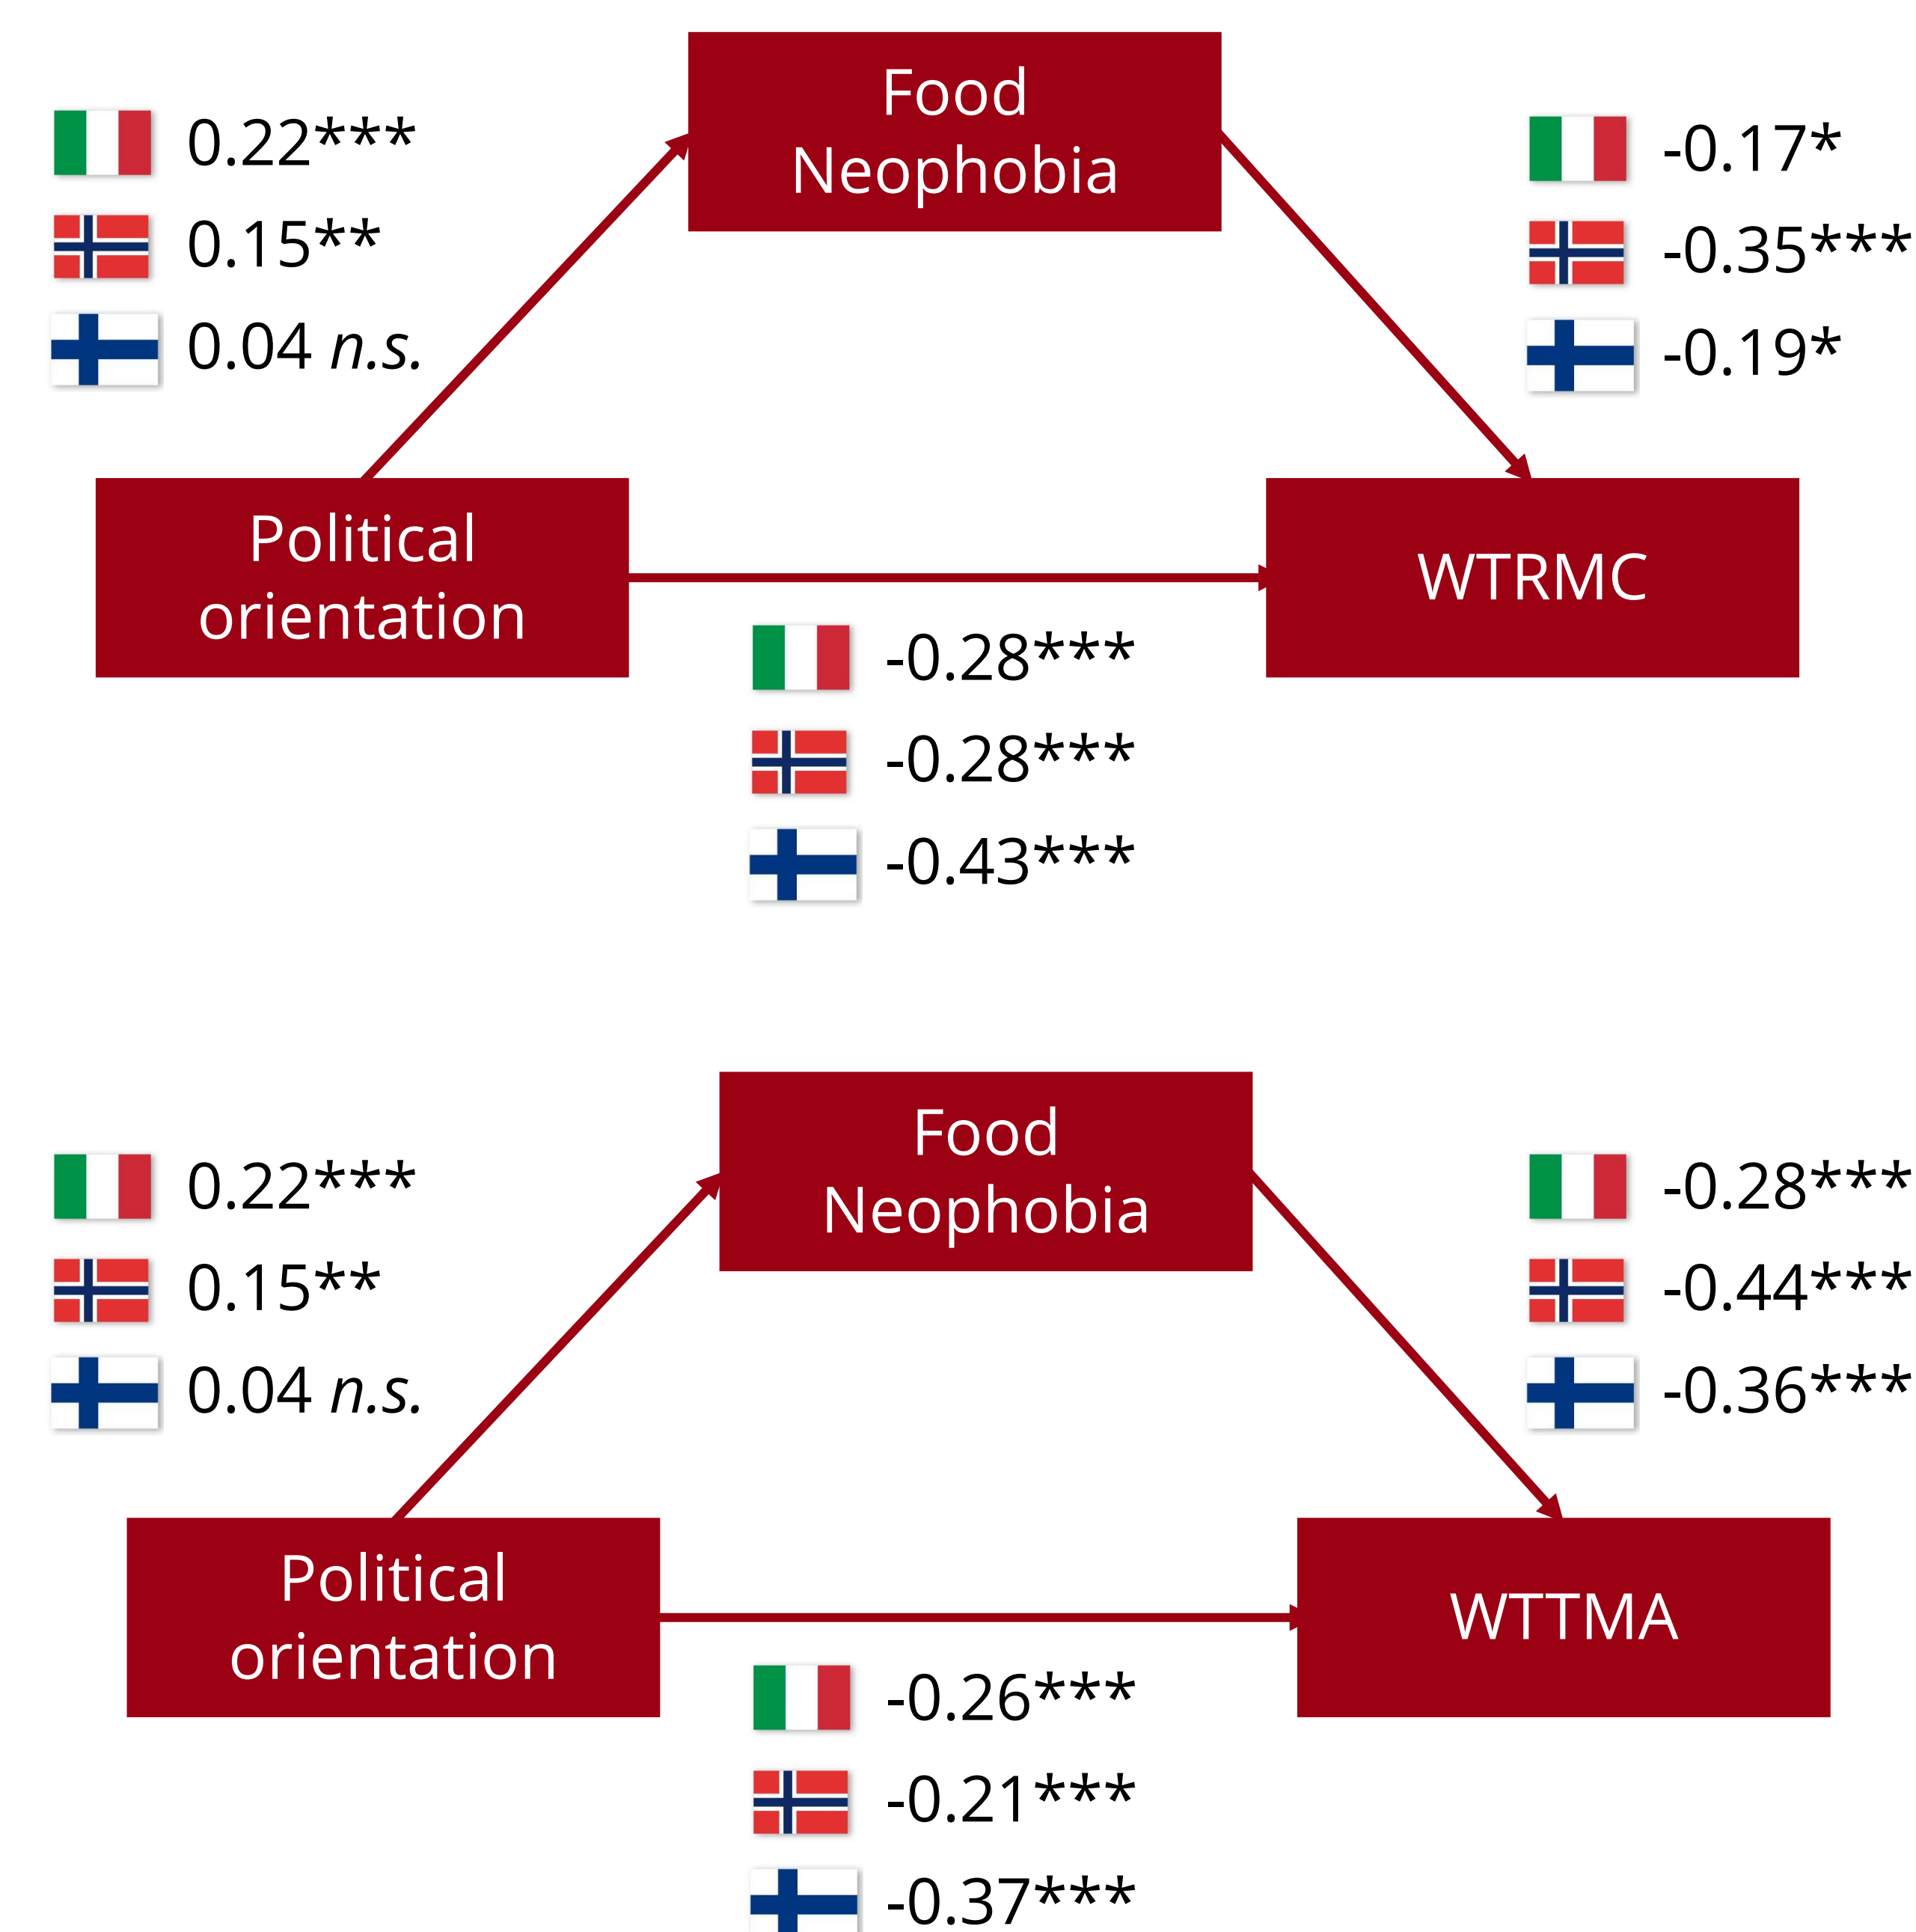 Food
Neophobia
0.22***
0.15**
0.04 n.s.
-0.17*
-0.35***
-0.19*
Political
orientation
WTRMC
-0.28***
-0.28***
-0.43***
Food
Neophobia
0.22***
0.15**
0.04 n.s.
-0.28***
-0.44***
-0.36***
Political
orientation
WTTMA
-0.26***
-0.21***
-0.37***